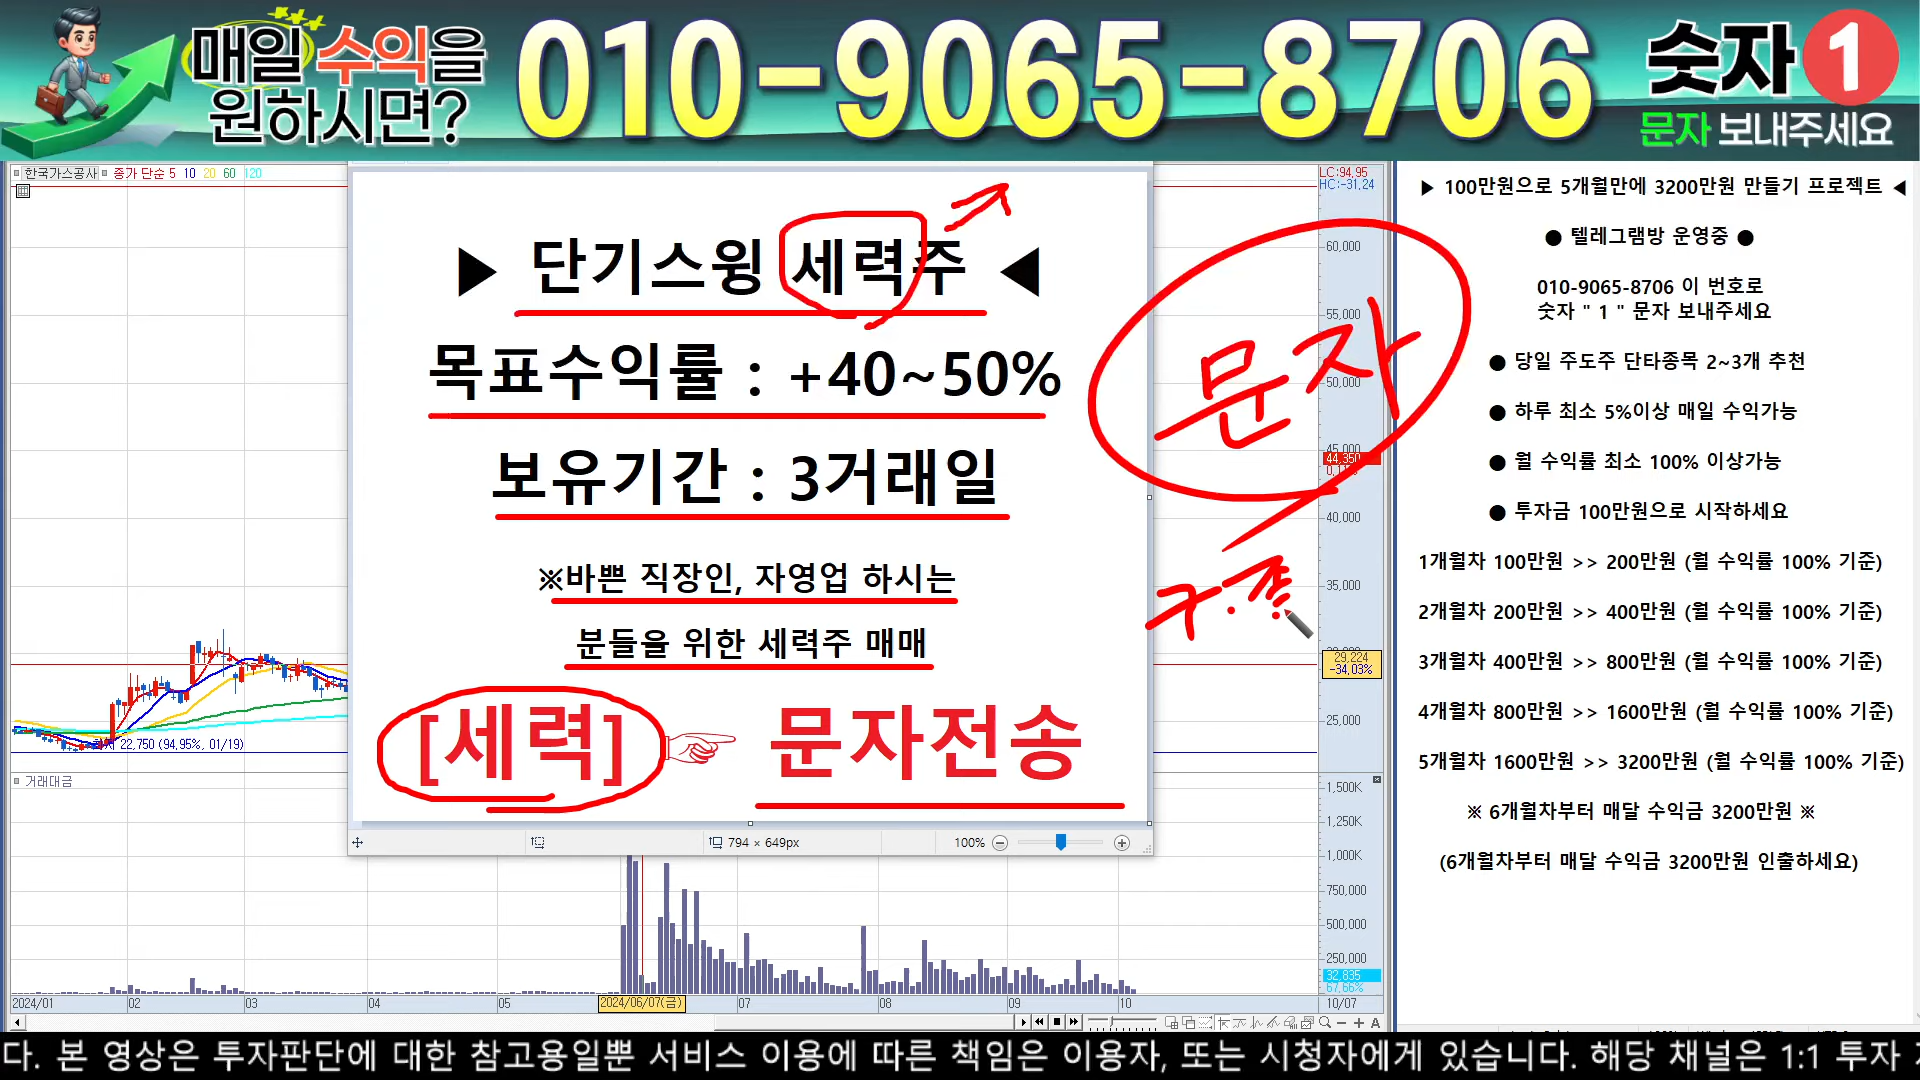 매일 수익을
원하시면?
010-9065-8706
숫자 1
문자 보내주세요
한국가스공사 종가 단순 5 10 20 60 120
LC:94,95
HC:-31,24
▶ 단기스윙 세력주 ◀
목표수익률 : +40~50%
보유기간 : 3거래일
※바쁜 직장인, 자영업 하시는
분들을 위한 세력주 매매
[세력] ☞ 문자전송
문자
60,000
55,000
50,000
45,000
44,350
40,000
35,000
29,224
-34,03%
25,000
22,750 (94,95%, 01/19)
거래대금
1,500K
1,250K
1,000K
750,000
500,000
250,000
32,835
67,66%
794 × 649px
100%
2024/01 02 03 04 05 2024/06/07(금) 07 08 09 10 10/07
▶ 100만원으로 5개월만에 3200만원 만들기 프로젝트 ◀
● 텔레그램방 운영중 ●
010-9065-8706 이 번호로
숫자 " 1 " 문자 보내주세요
● 당일 주도주 단타종목 2~3개 추천
● 하루 최소 5%이상 매일 수익가능
● 월 수익률 최소 100% 이상가능
● 투자금 100만원으로 시작하세요
1개월차 100만원 >> 200만원 (월 수익률 100% 기준)
2개월차 200만원 >> 400만원 (월 수익률 100% 기준)
3개월차 400만원 >> 800만원 (월 수익률 100% 기준)
4개월차 800만원 >> 1600만원 (월 수익률 100% 기준)
5개월차 1600만원 >> 3200만원 (월 수익률 100% 기준)
※ 6개월차부터 매달 수익금 3200만원 ※
(6개월차부터 매달 수익금 3200만원 인출하세요)
다. 본 영상은 투자판단에 대한 참고용일뿐 서비스 이용에 따른 책임은 이용자, 또는 시청자에게 있습니다. 해당 채널은 1:1 투자